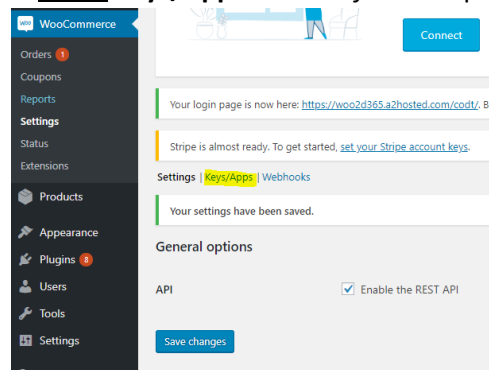 WooCommerce
Orders 1
Coupons
Reports
Settings
Status
Extensions
Products
Appearance
Plugins 8
Users
Tools
Settings
Connect
Your login page is now here: https://woo2d365.a2hosted.com/codt/. B
Stripe is almost ready. To get started, set your Stripe account keys.
Settings | Keys/Apps | Webhooks
Your settings have been saved.
General options
API
Enable the REST API
Save changes